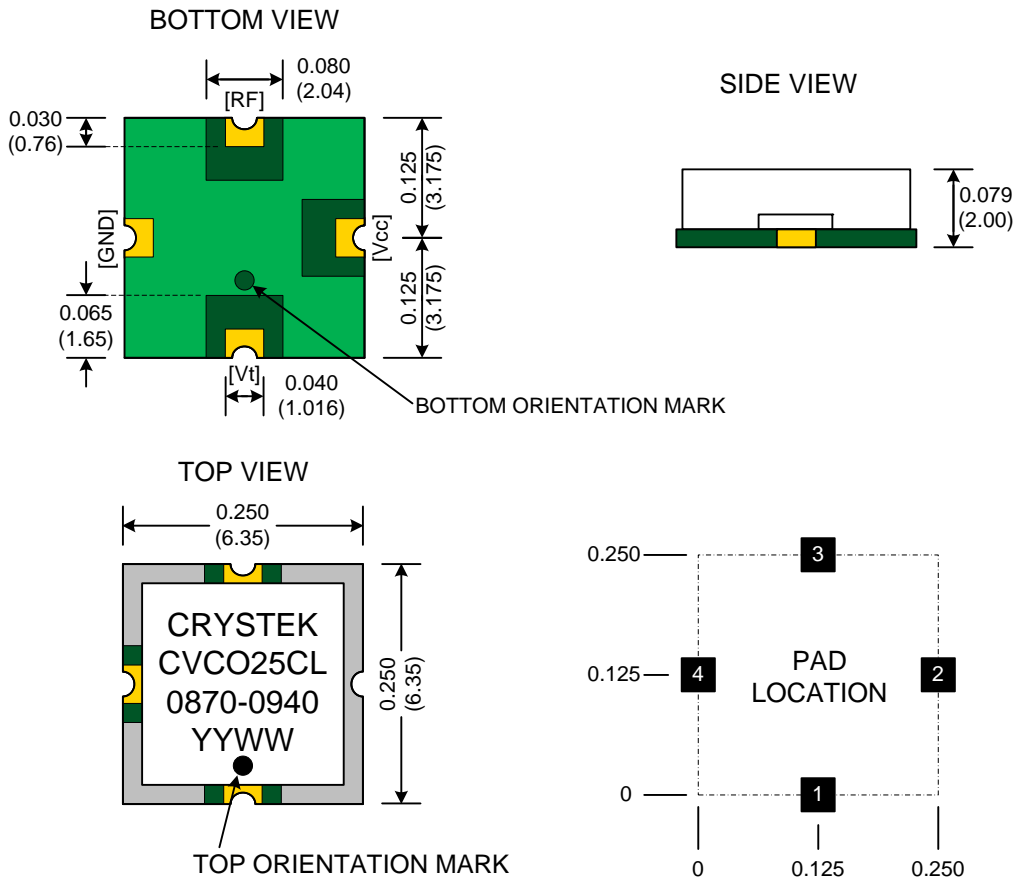 BOTTOM VIEW
0.080
(2.04)
[RF]
0.030
(0.76)
0.125
(3.175)
[GND]
[Vcc]
0.125
(3.175)
0.065
(1.65)
[Vt]
0.040
(1.016)
BOTTOM ORIENTATION MARK
SIDE VIEW
0.079
(2.00)
TOP VIEW
0.250
(6.35)
CRYSTEK
CVCO25CL
0870-0940
YYWW
0.250
(6.35)
TOP ORIENTATION MARK
0.250
3
0.125
4
PAD
LOCATION
2
0
1
0
0.125
0.250